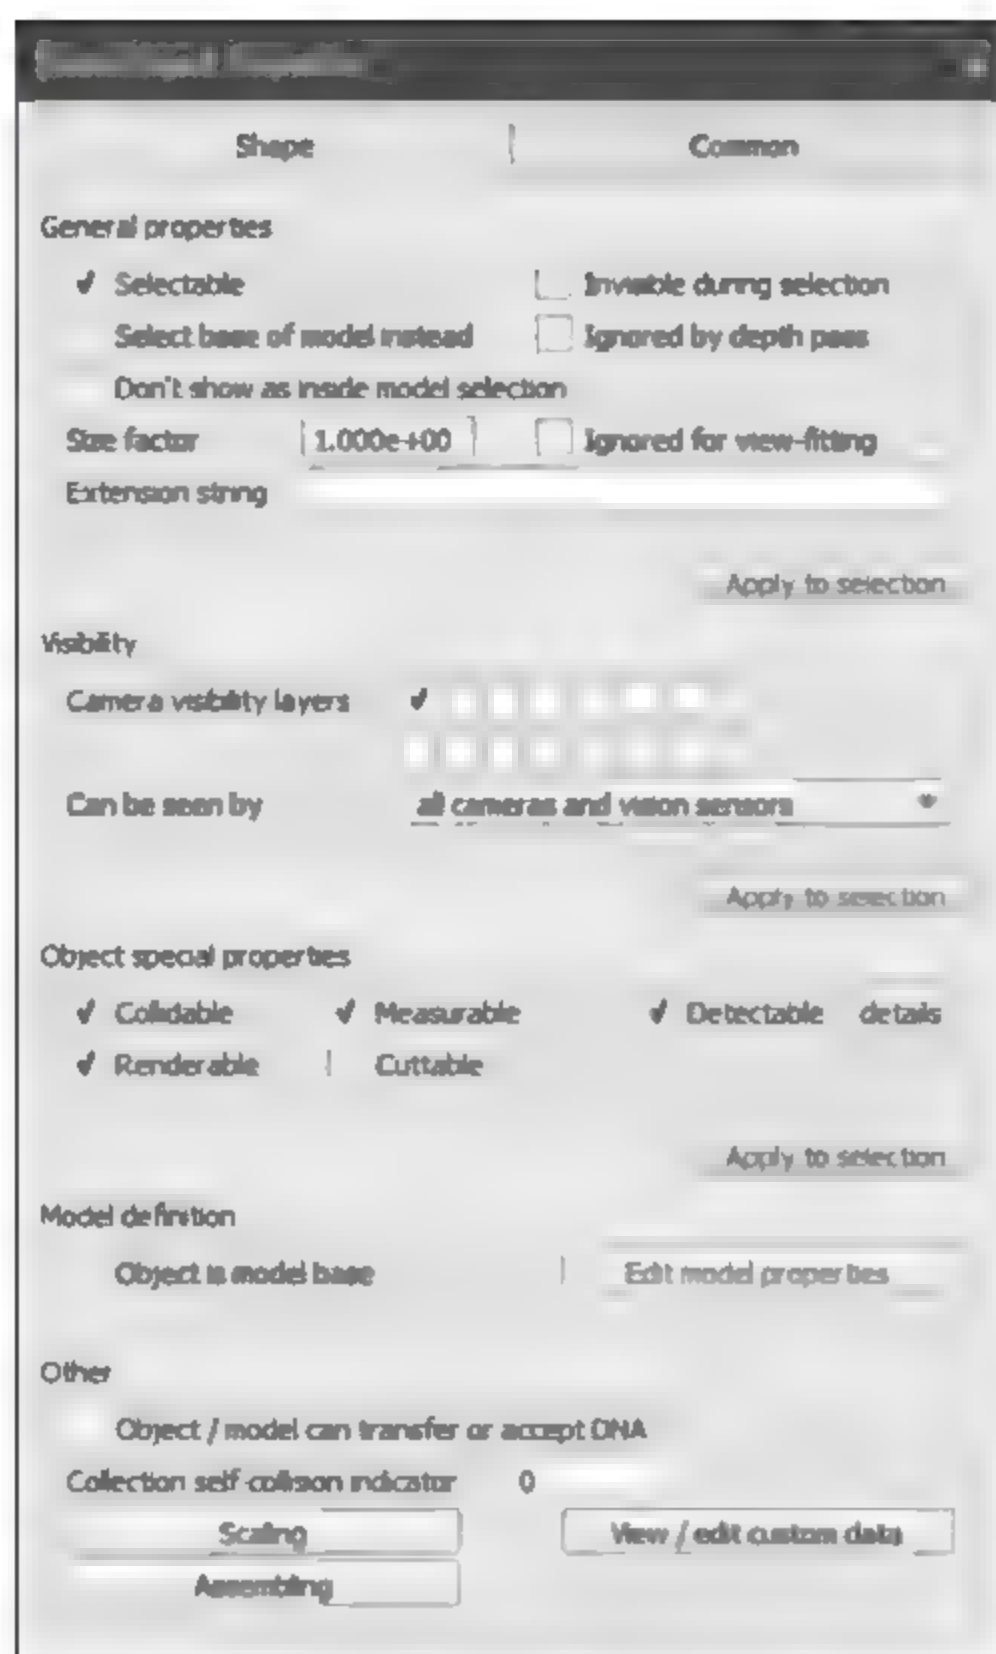 Shape Common
General properties
Selectable Invisible during selection
Select base of model instead Ignored by depth pass
Don't show as inside model selection
Size factor 1.000e+00 Ignored for view-fitting
Extension string
Apply to selection
Visibility
Camera visibility layers
Can be seen by all cameras and vision sensors
Apply to selection
Object special properties
Collidable Measurable Detectable details
Renderable Cuttable
Apply to selection
Model definition
Object is model base Edit model properties
Other
Object / model can transfer or accept DNA
Collection self-collision indicator 0
Scaling View / edit custom data
Assembling